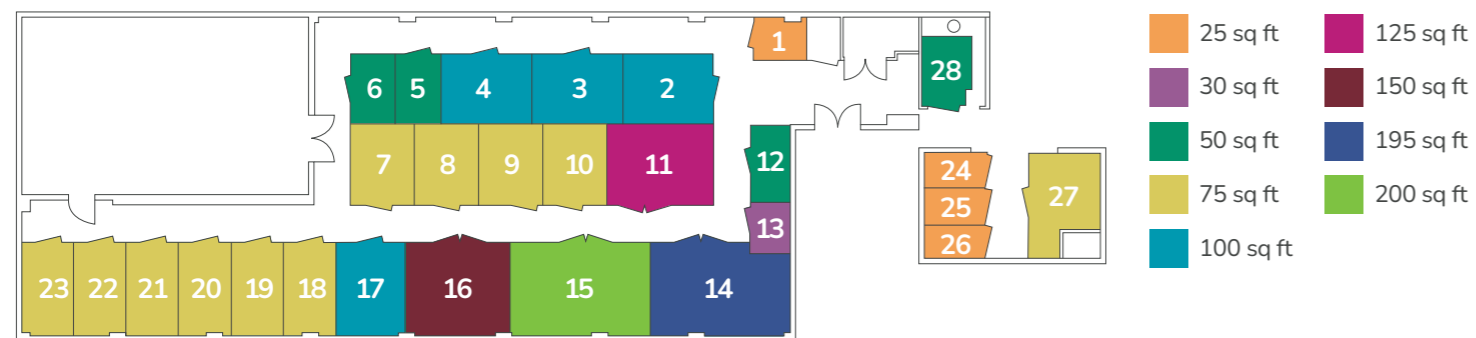 1
28
6 5 4 3 2
7 8 9 10 11
12
13
24
25
26
27
23 22 21 20 19 18 17 16 15 14
25 sq ft
30 sq ft
50 sq ft
75 sq ft
100 sq ft
125 sq ft
150 sq ft
195 sq ft
200 sq ft